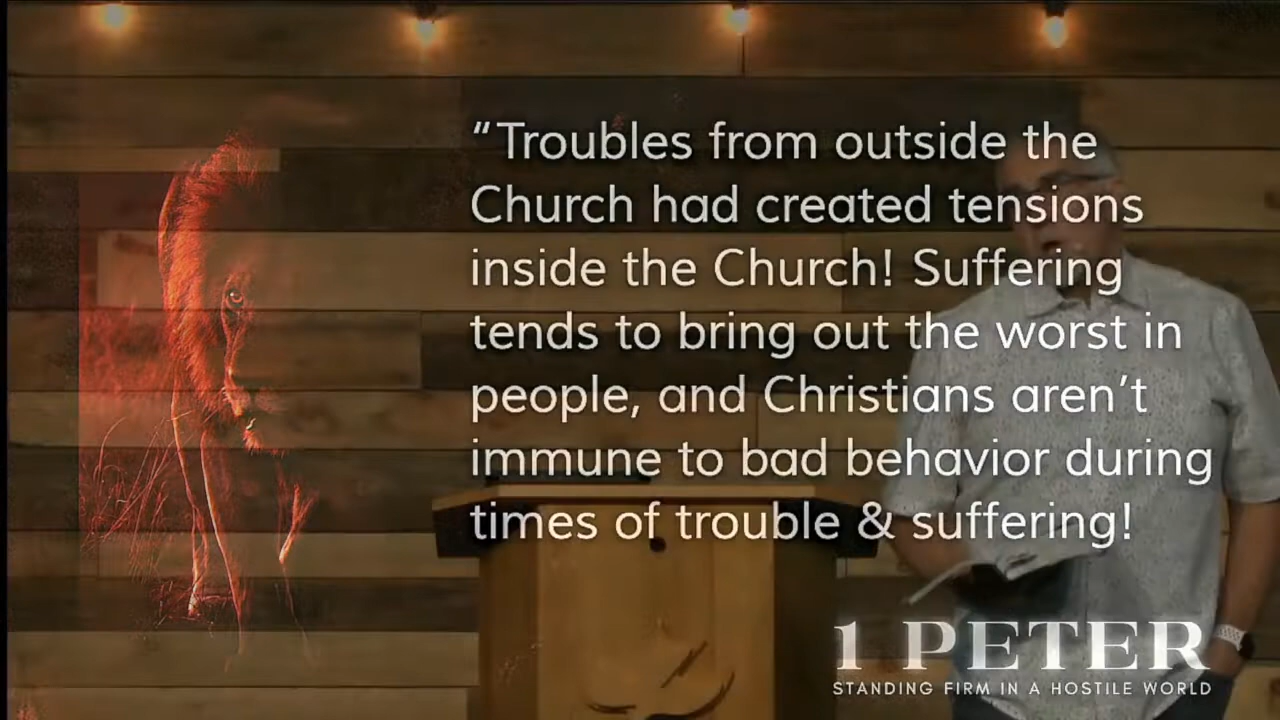 “Troubles from outside the
Church had created tensions
inside the Church! Suffering
tends to bring out the worst in
people, and Christians aren’t
immune to bad behavior during
times of trouble & suffering!
1 PETER
STANDING FIRM IN A HOSTILE WORLD